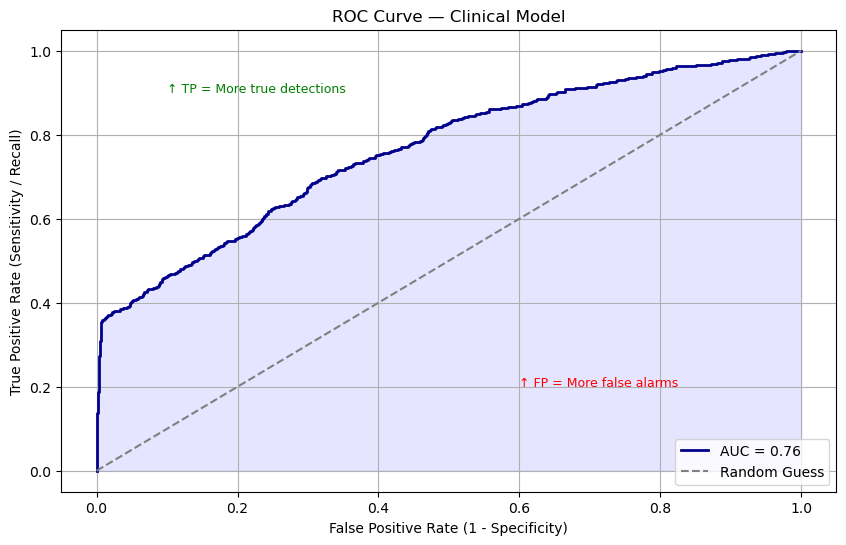 ROC Curve — Clinical Model
1.0
↑ TP = More true detections
0.8
0.6
0.4
0.2
0.0
True Positive Rate (Sensitivity / Recall)
↑ FP = More false alarms
AUC = 0.76
Random Guess
0.0
0.2
0.4
0.6
0.8
1.0
False Positive Rate (1 - Specificity)